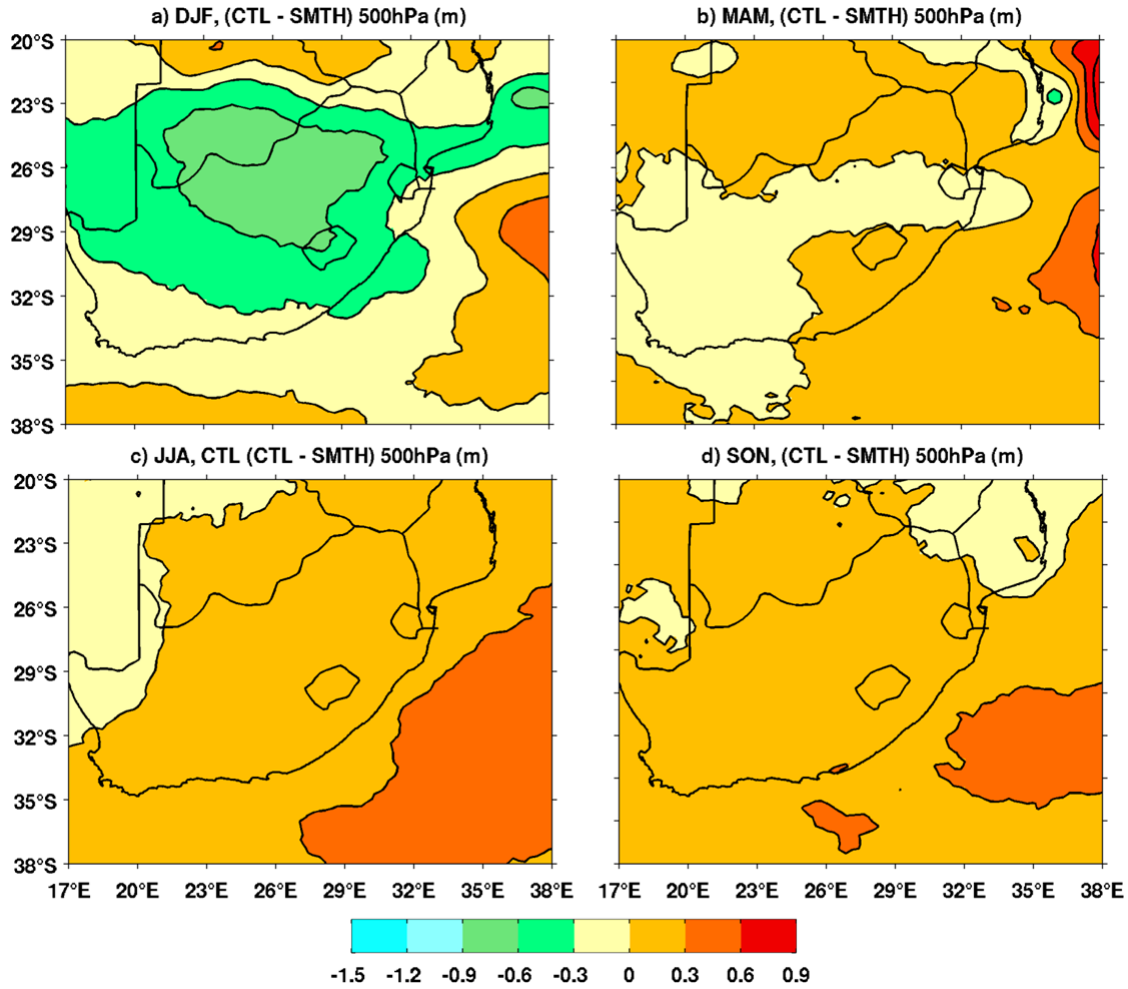 a) DJF, (CTL - SMTH) 500hPa (m)
b) MAM, (CTL - SMTH) 500hPa (m)
20°S
23°S
26°S
29°S
32°S
35°S
38°S
c) JJA, CTL (CTL - SMTH) 500hPa (m)
d) SON, (CTL - SMTH) 500hPa (m)
20°S
23°S
26°S
29°S
32°S
35°S
38°S
17°E 20°E 23°E 26°E 29°E 32°E 35°E 38°E
17°E 20°E 23°E 26°E 29°E 32°E 35°E 38°E
-1.5 -1.2 -0.9 -0.6 -0.3 0 0.3 0.6 0.9